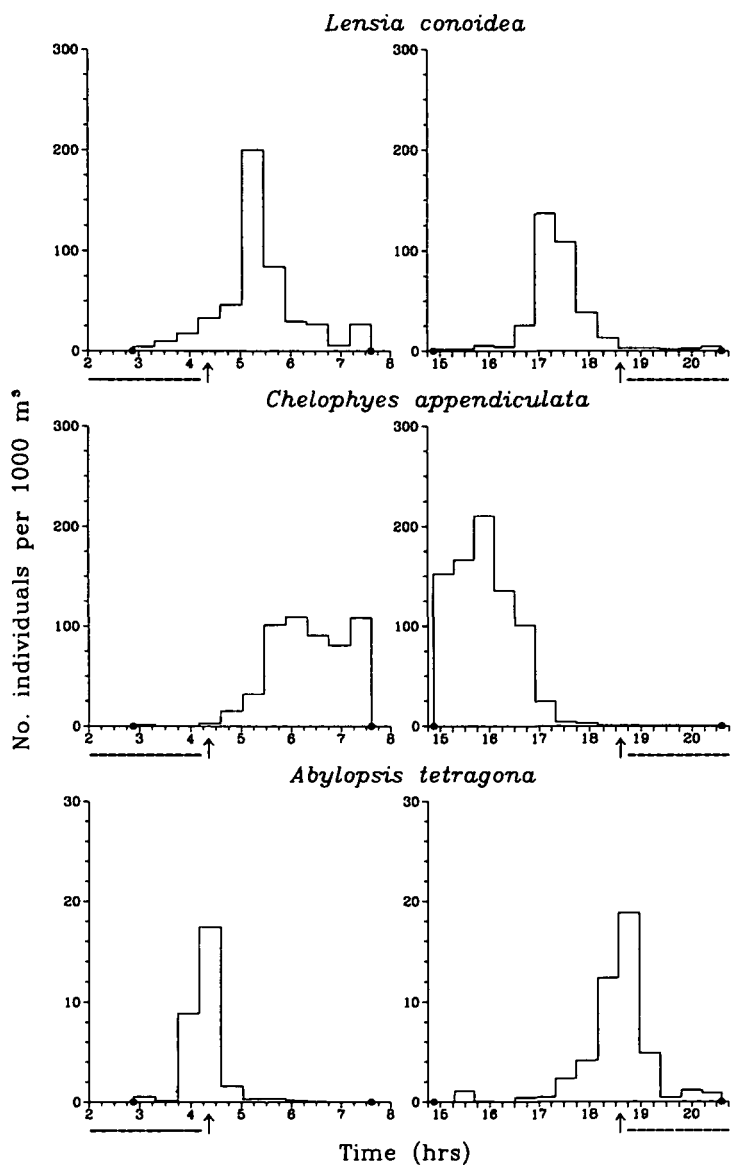 Lensia conoidea
300
200
100
0
2 3 4 5 6 7 8
300
200
100
0
15 16 17 18 19 20
Chelophyes appendiculata
300
200
100
0
2 3 4 5 6 7 8
300
200
100
0
15 16 17 18 19 20
Abylopsis tetragona
30
20
10
0
2 3 4 5 6 7 8
30
20
10
0
15 16 17 18 19 20
No. individuals per 1000 m³
Time (hrs)